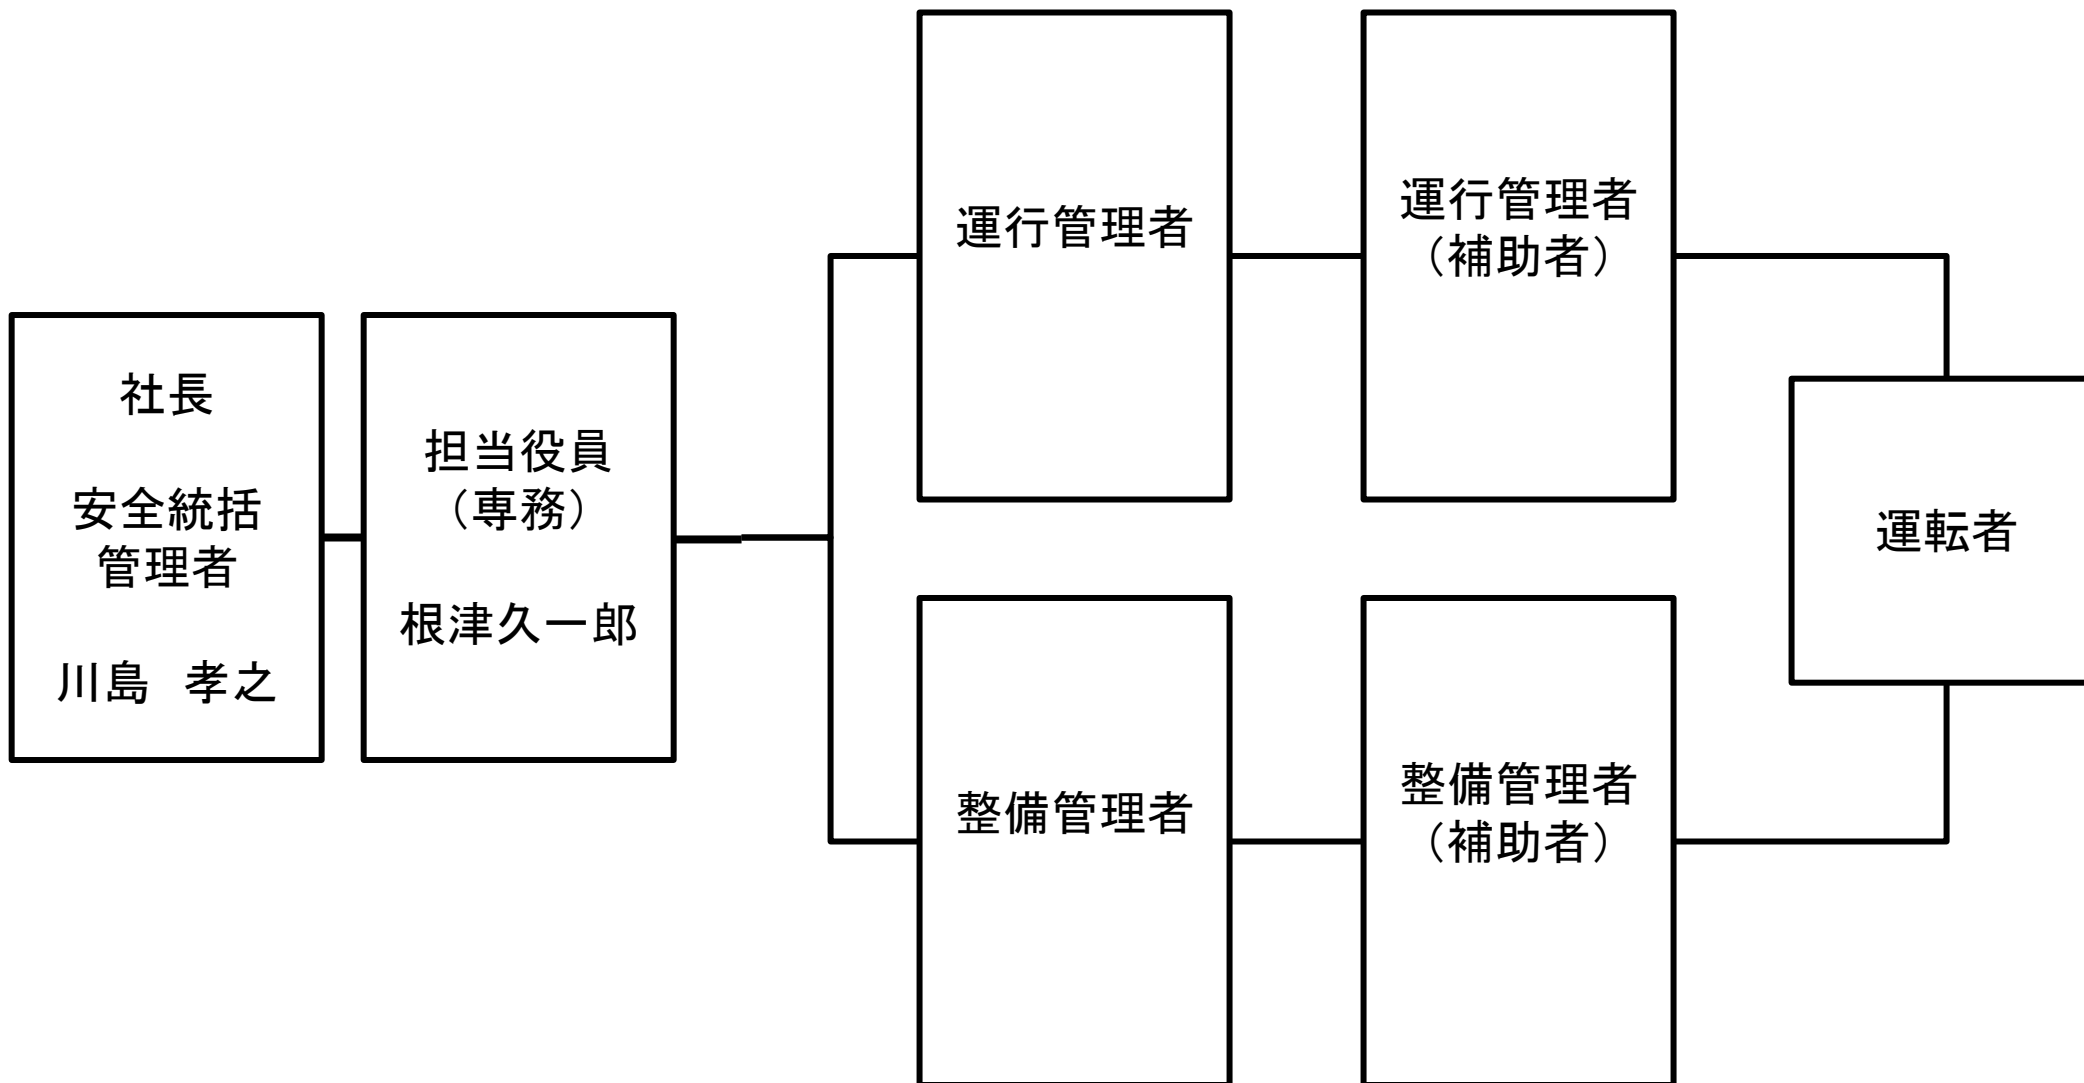 社長
安全統括
管理者
川島 孝之
担当役員
（専務）
根津久一郎
運行管理者
運行管理者
（補助者）
整備管理者
整備管理者
（補助者）
運転者